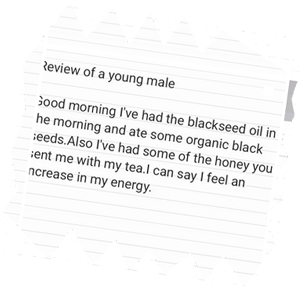 Review of a young male
Good morning I've had the blackseed oil in
the morning and ate some organic black
seeds.Also I've had some of the honey you
sent me with my tea.I can say I feel an
increase in my energy.